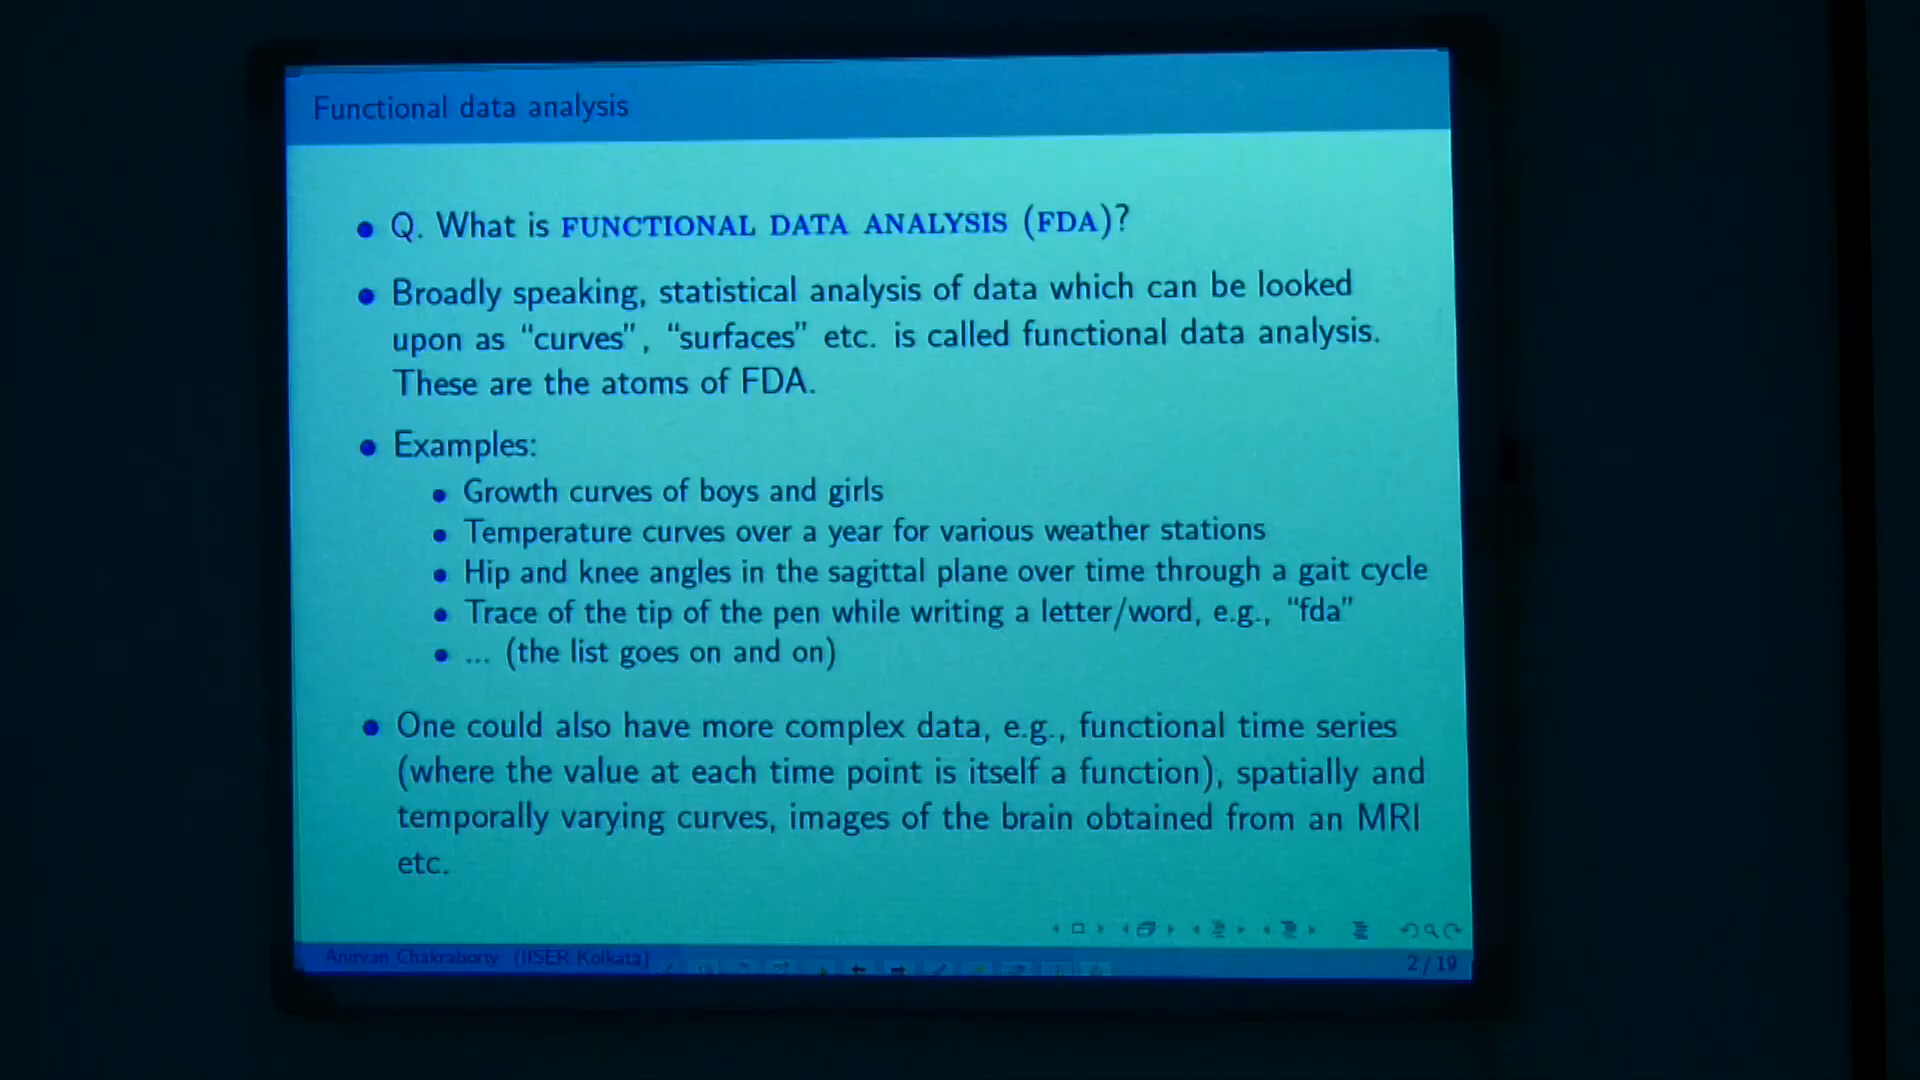 Functional data analysis
Q. What is FUNCTIONAL DATA ANALYSIS (FDA)?
Broadly speaking, statistical analysis of data which can be looked
upon as “curves”, “surfaces” etc. is called functional data analysis.
These are the atoms of FDA.
Examples:
Growth curves of boys and girls
Temperature curves over a year for various weather stations
Hip and knee angles in the sagittal plane over time through a gait cycle
Trace of the tip of the pen while writing a letter/word, e.g., “fda”
... (the list goes on and on)
One could also have more complex data, e.g., functional time series
(where the value at each time point is itself a function), spatially and
temporally varying curves, images of the brain obtained from an MRI
etc.
Anirvan Chakraborty (IISER Kolkata)
2 / 19